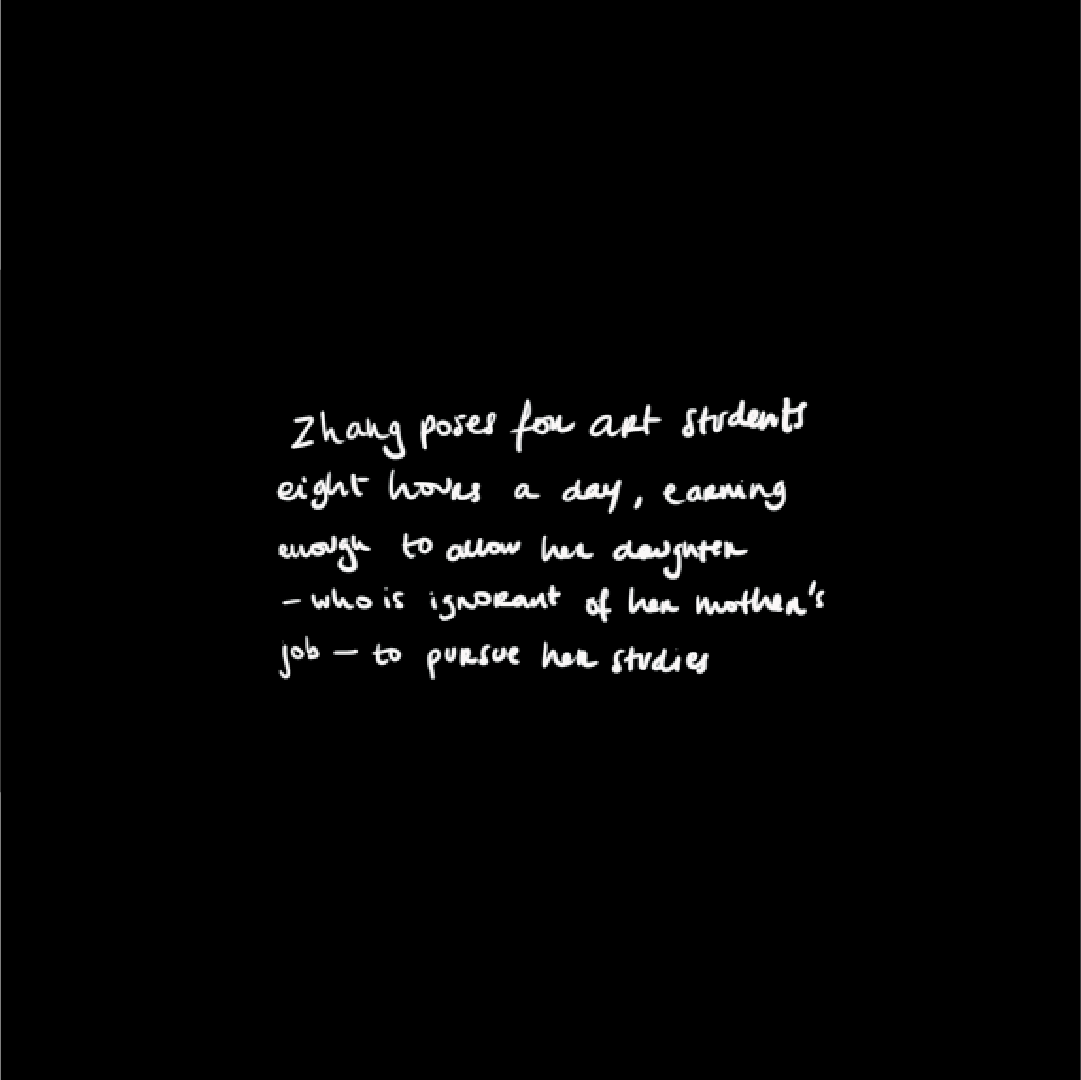 Zhang poses for art students
eight hours a day, earning
enough to allow her daughter
- who is ignorant of her mother's
job - to pursue her studies